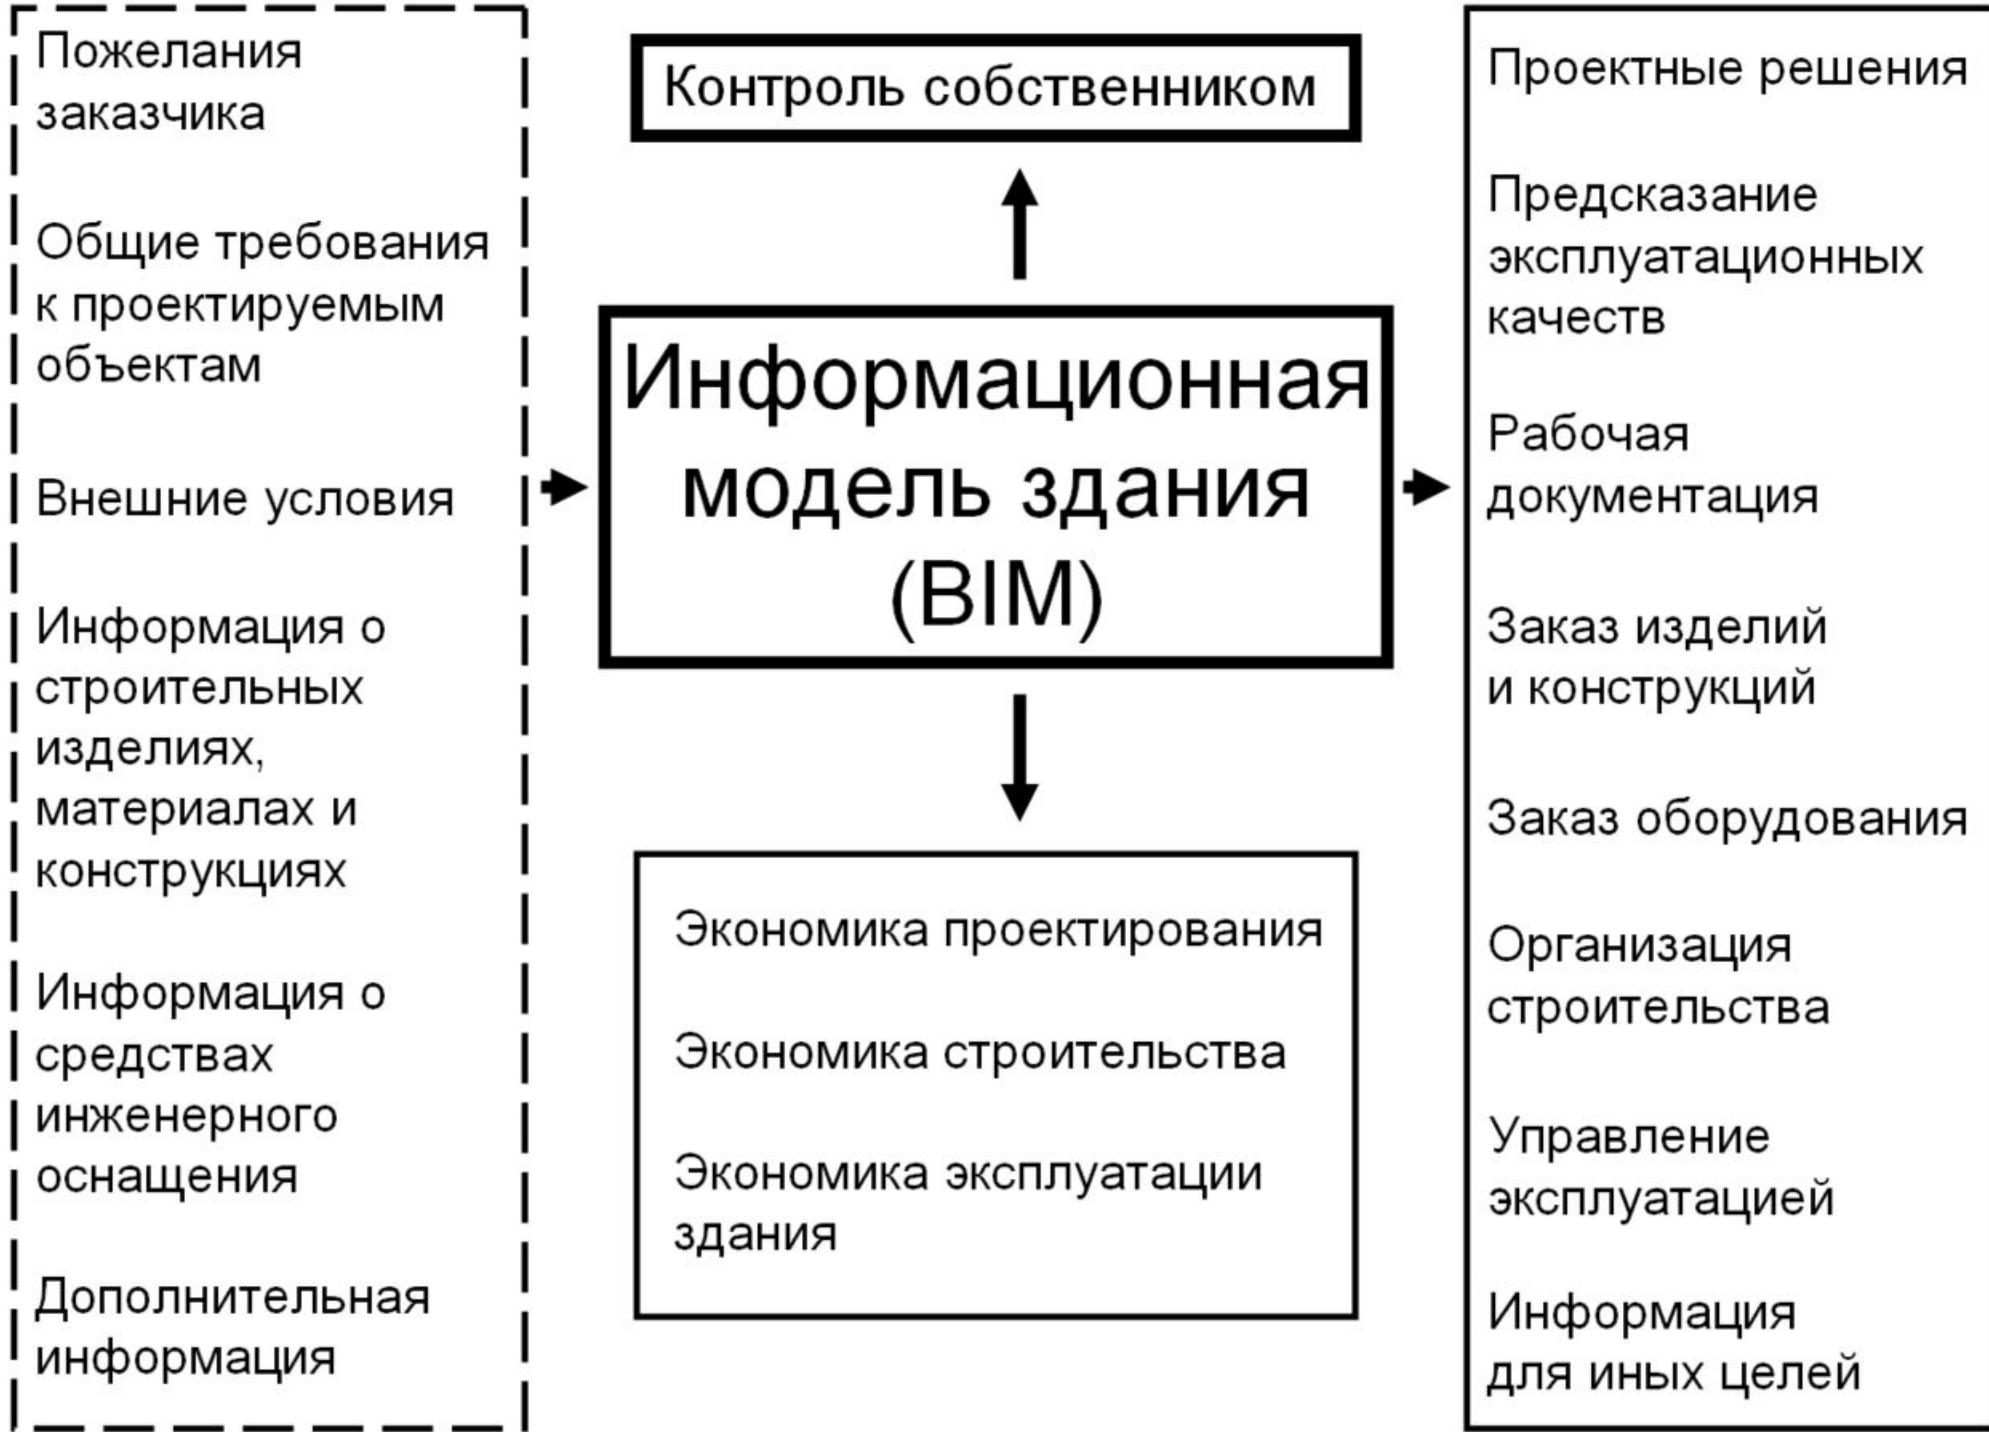 Пожелания
заказчика
Общие требования
к проектируемым
объектам
Внешние условия
Информация о
строительных
изделиях,
материалах и
конструкциях
Информация о
средствах
инженерного
оснащения
Дополнительная
информация
Контроль собственником
Информационная
модель здания
(BIM)
Экономика проектирования
Экономика строительства
Экономика эксплуатации
здания
Проектные решения
Предсказание
эксплуатационных
качеств
Рабочая
документация
Заказ изделий
и конструкций
Заказ оборудования
Организация
строительства
Управление
эксплуатацией
Информация
для иных целей